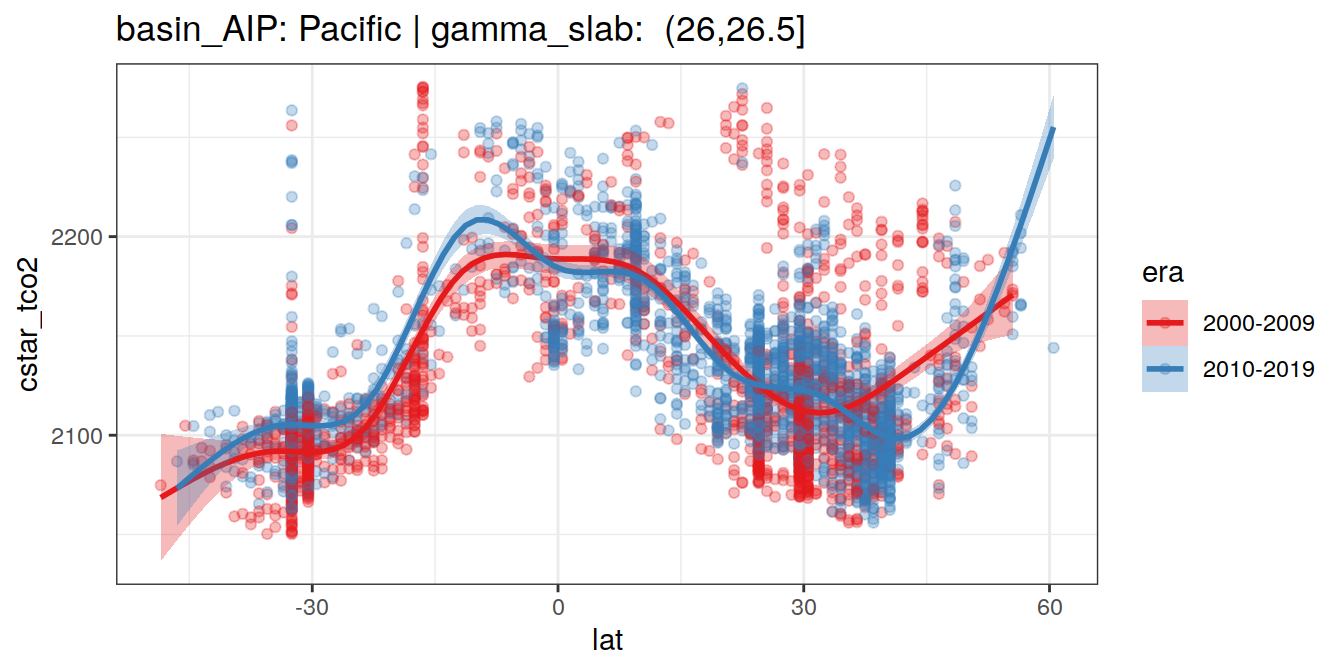 basin_AIP: Pacific | gamma_slab:  (26,26.5]
cstar_tco2
2200
2100
-30
0
30
60
lat
era
2000-2009
2010-2019